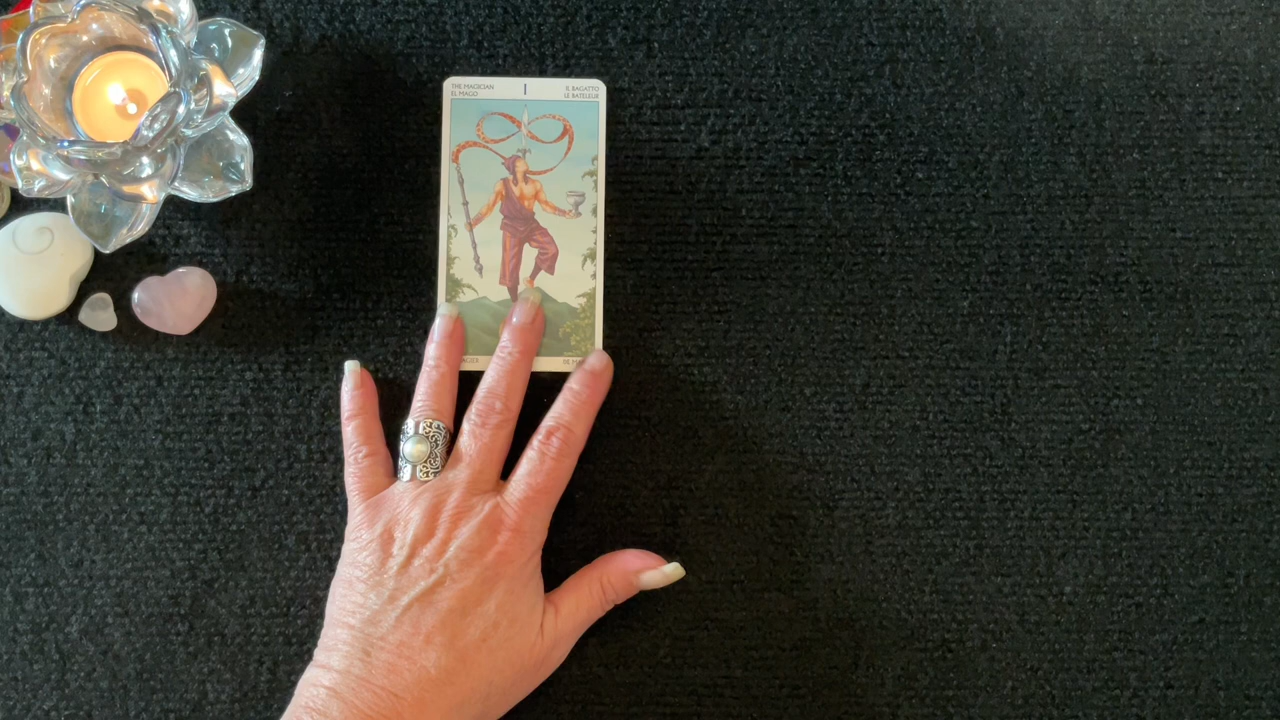 THE MAGICIAN
EL MAGO
I
IL BAGATTO
LE BATELEUR